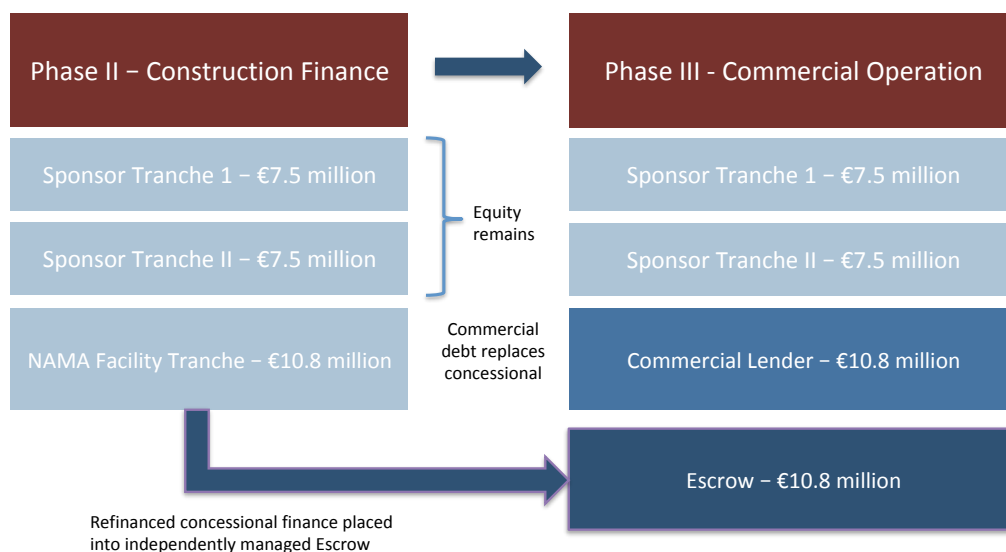 Phase II – Construction Finance
Phase III - Commercial Operation
Sponsor Tranche 1 – €7.5 million
Sponsor Tranche 1 – €7.5 million
Equity
remains
Sponsor Tranche II – €7.5 million
Sponsor Tranche II – €7.5 million
NAMA Facility Tranche – €10.8 million
Commercial
debt replaces
concessional
Commercial Lender – €10.8 million
Escrow – €10.8 million
Refinanced concessional finance placed
into independently managed Escrow